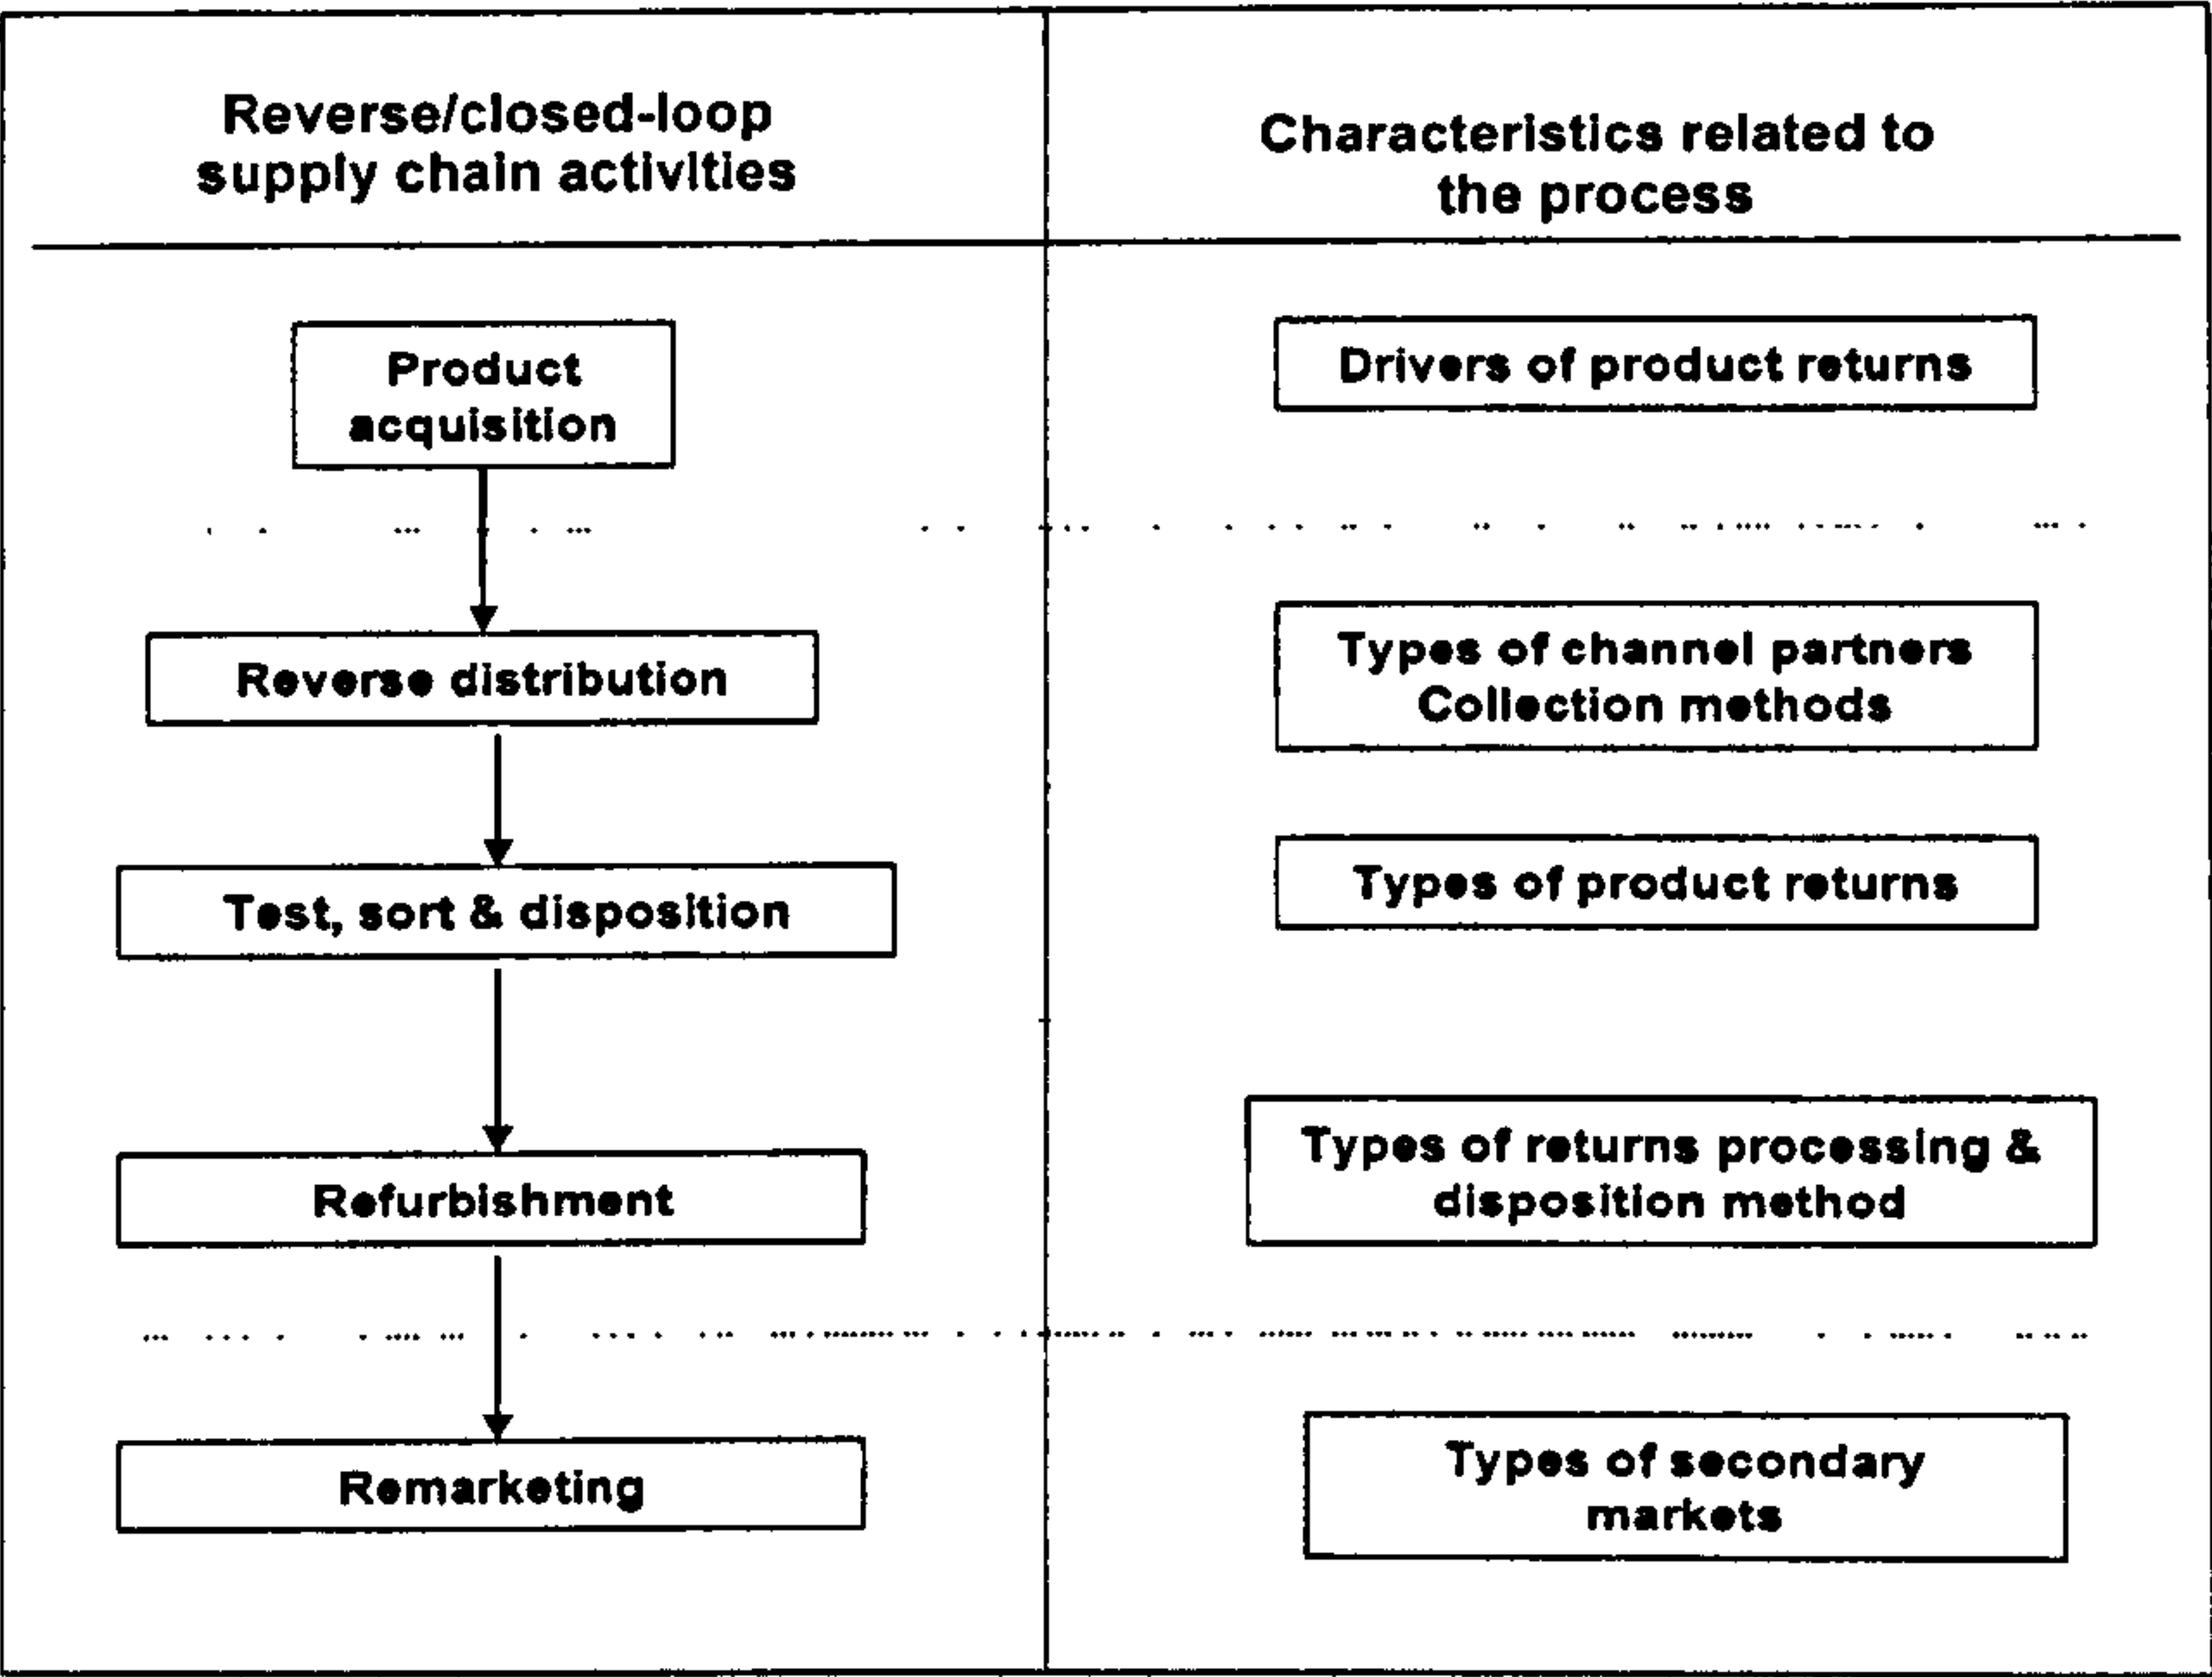 Reverse/closed-loop
supply chain activities
Characteristics related to
the process
Product
acquisition
Drivers of product returns
Reverse distribution
Types of channel partners
Collection methods
Test, sort & disposition
Types of product returns
Refurbishment
Types of returns processing &
disposition method
Remarketing
Types of secondary
markets